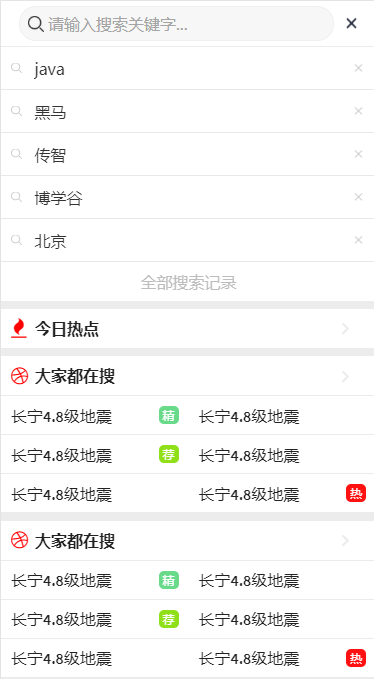 请输入搜索关键字...
java
黑马
传智
博学谷
北京
全部搜索记录
今日热点
大家都在搜
长宁4.8级地震 精 长宁4.8级地震
长宁4.8级地震 荐 长宁4.8级地震
长宁4.8级地震 长宁4.8级地震 热
大家都在搜
长宁4.8级地震 精 长宁4.8级地震
长宁4.8级地震 荐 长宁4.8级地震
长宁4.8级地震 长宁4.8级地震 热